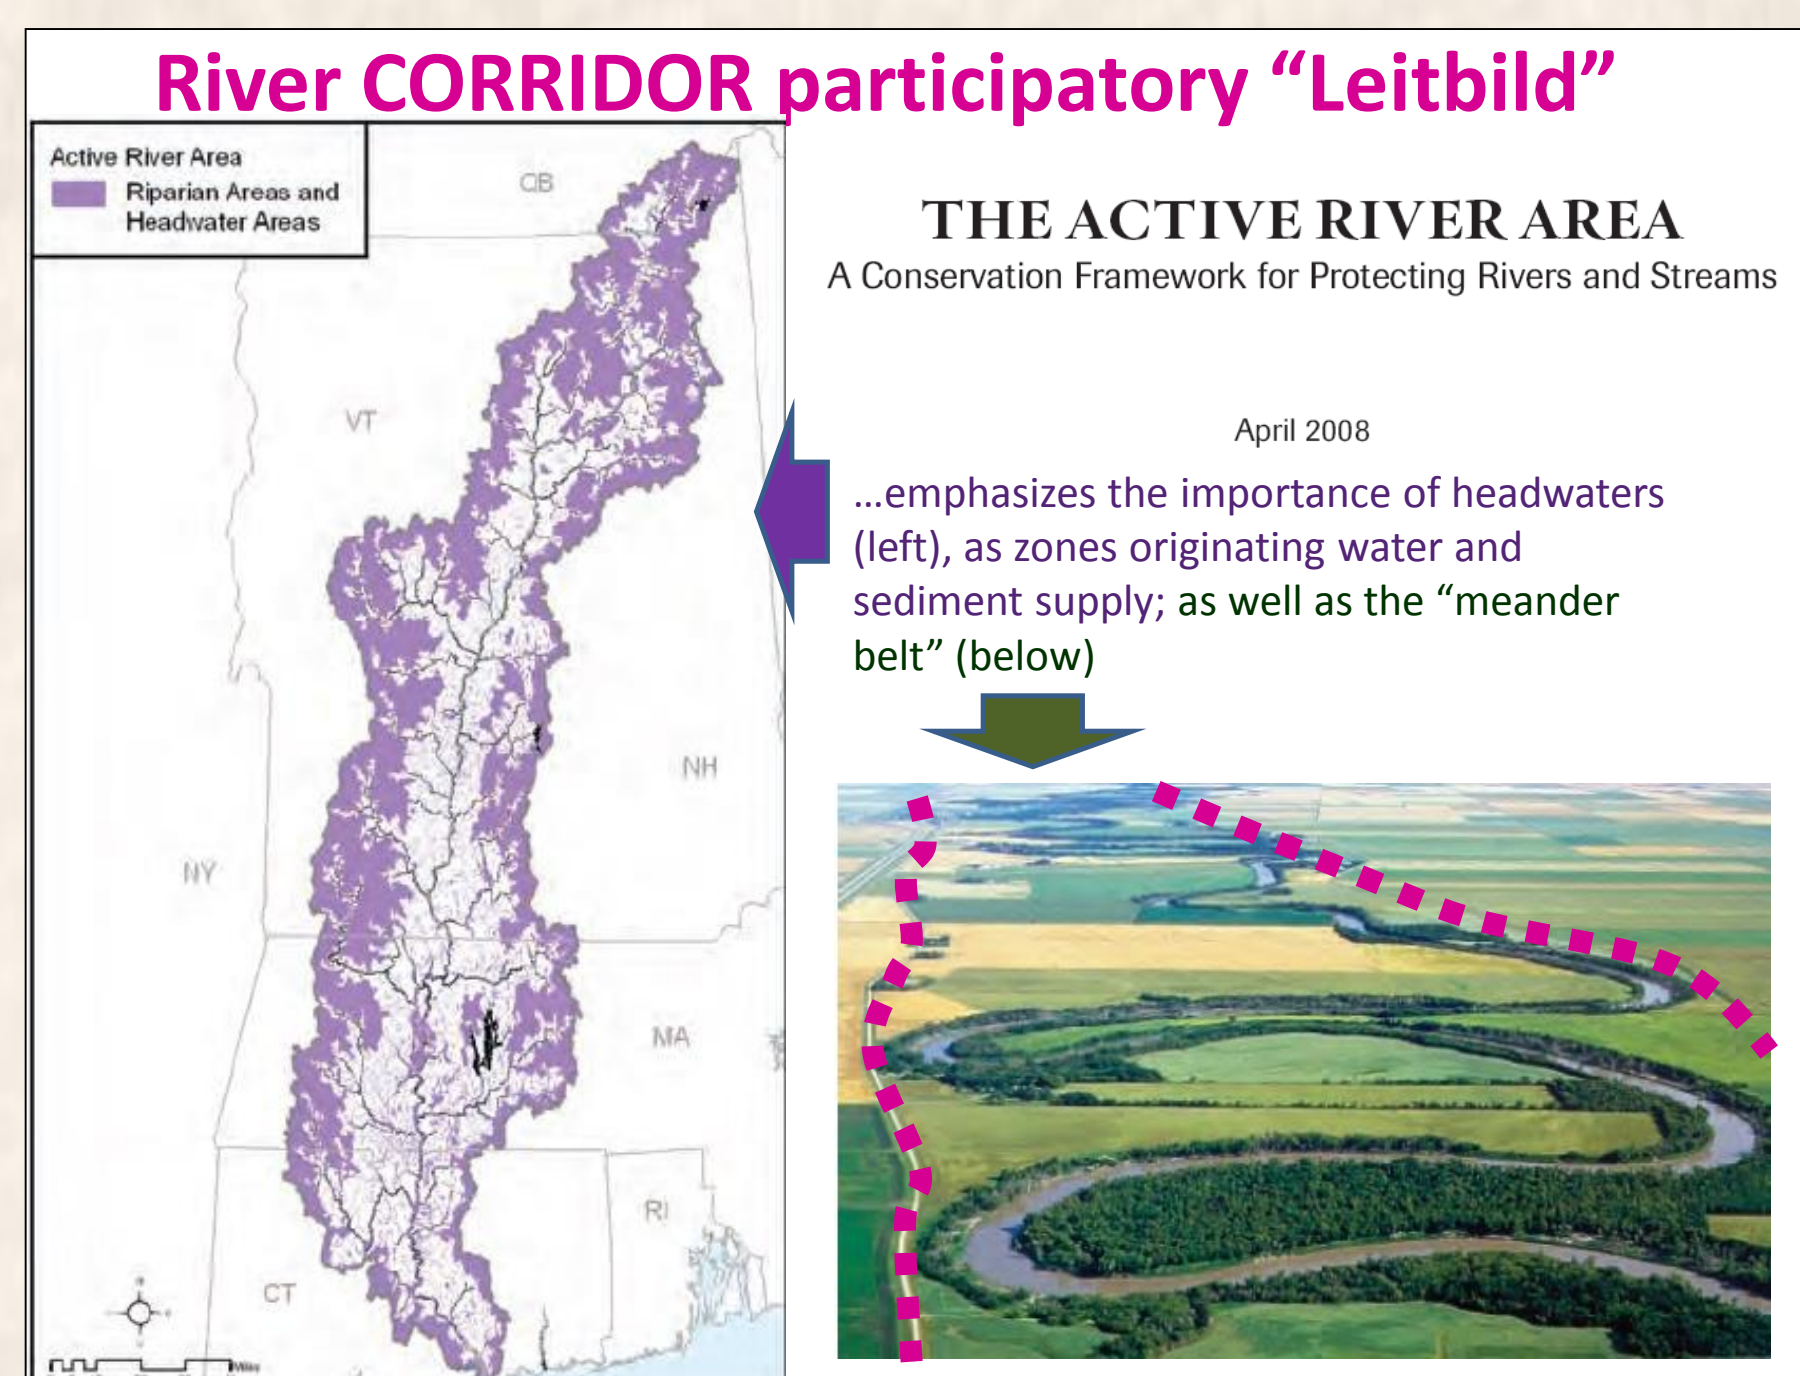 River CORRIDOR participatory “Leitbild”
Active River Area
Riparian Areas and
Headwater Areas
QB
VT
NH
NY
MA
RI
CT
Miles
THE ACTIVE RIVER AREA
A Conservation Framework for Protecting Rivers and Streams
April 2008
...emphasizes the importance of headwaters
(left), as zones originating water and
sediment supply; as well as the “meander
belt” (below)